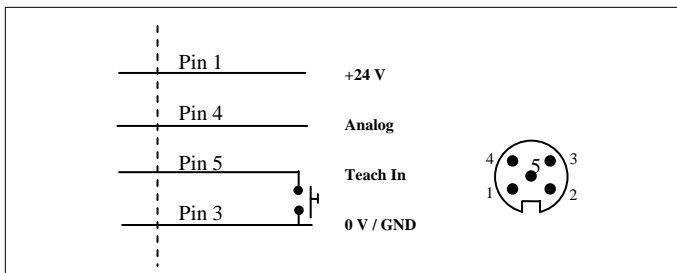 Pin 1 +24 V
Pin 4 Analog
Pin 5 Teach In
Pin 3 0 V / GND
4 5 3
1 2